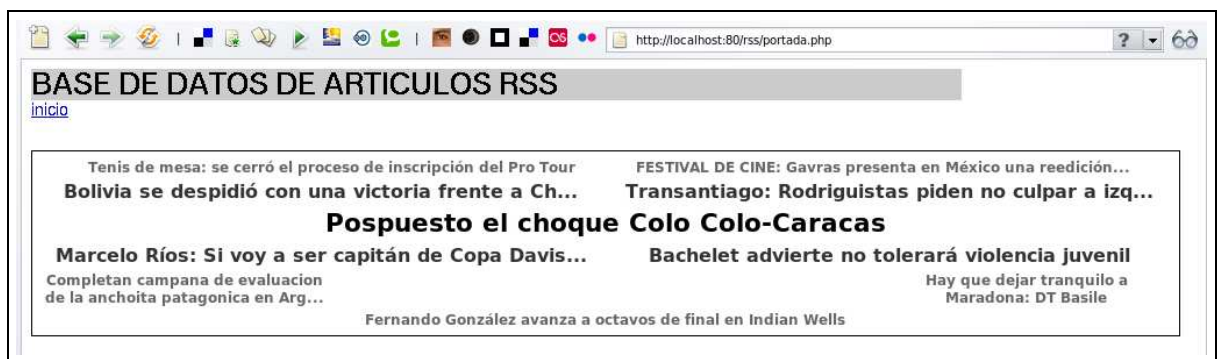 http://localhost:80/rss/portada.php
?
BASE DE DATOS DE ARTICULOS RSS
inicio
Tenis de mesa: se cerró el proceso de inscripción del Pro Tour
FESTIVAL DE CINE: Gavras presenta en México una reedición...
Bolivia se despidió con una victoria frente a Ch...
Transantiago: Rodriguistas piden no culpar a izq...
Pospuesto el choque Colo Colo-Caracas
Marcelo Ríos: Si voy a ser capitán de Copa Davis...
Bachelet advierte no tolerará violencia juvenil
Completan campana de evaluacion
de la anchoita patagonica en Arg...
Hay que dejar tranquilo a
Maradona: DT Basile
Fernando González avanza a octavos de final en Indian Wells